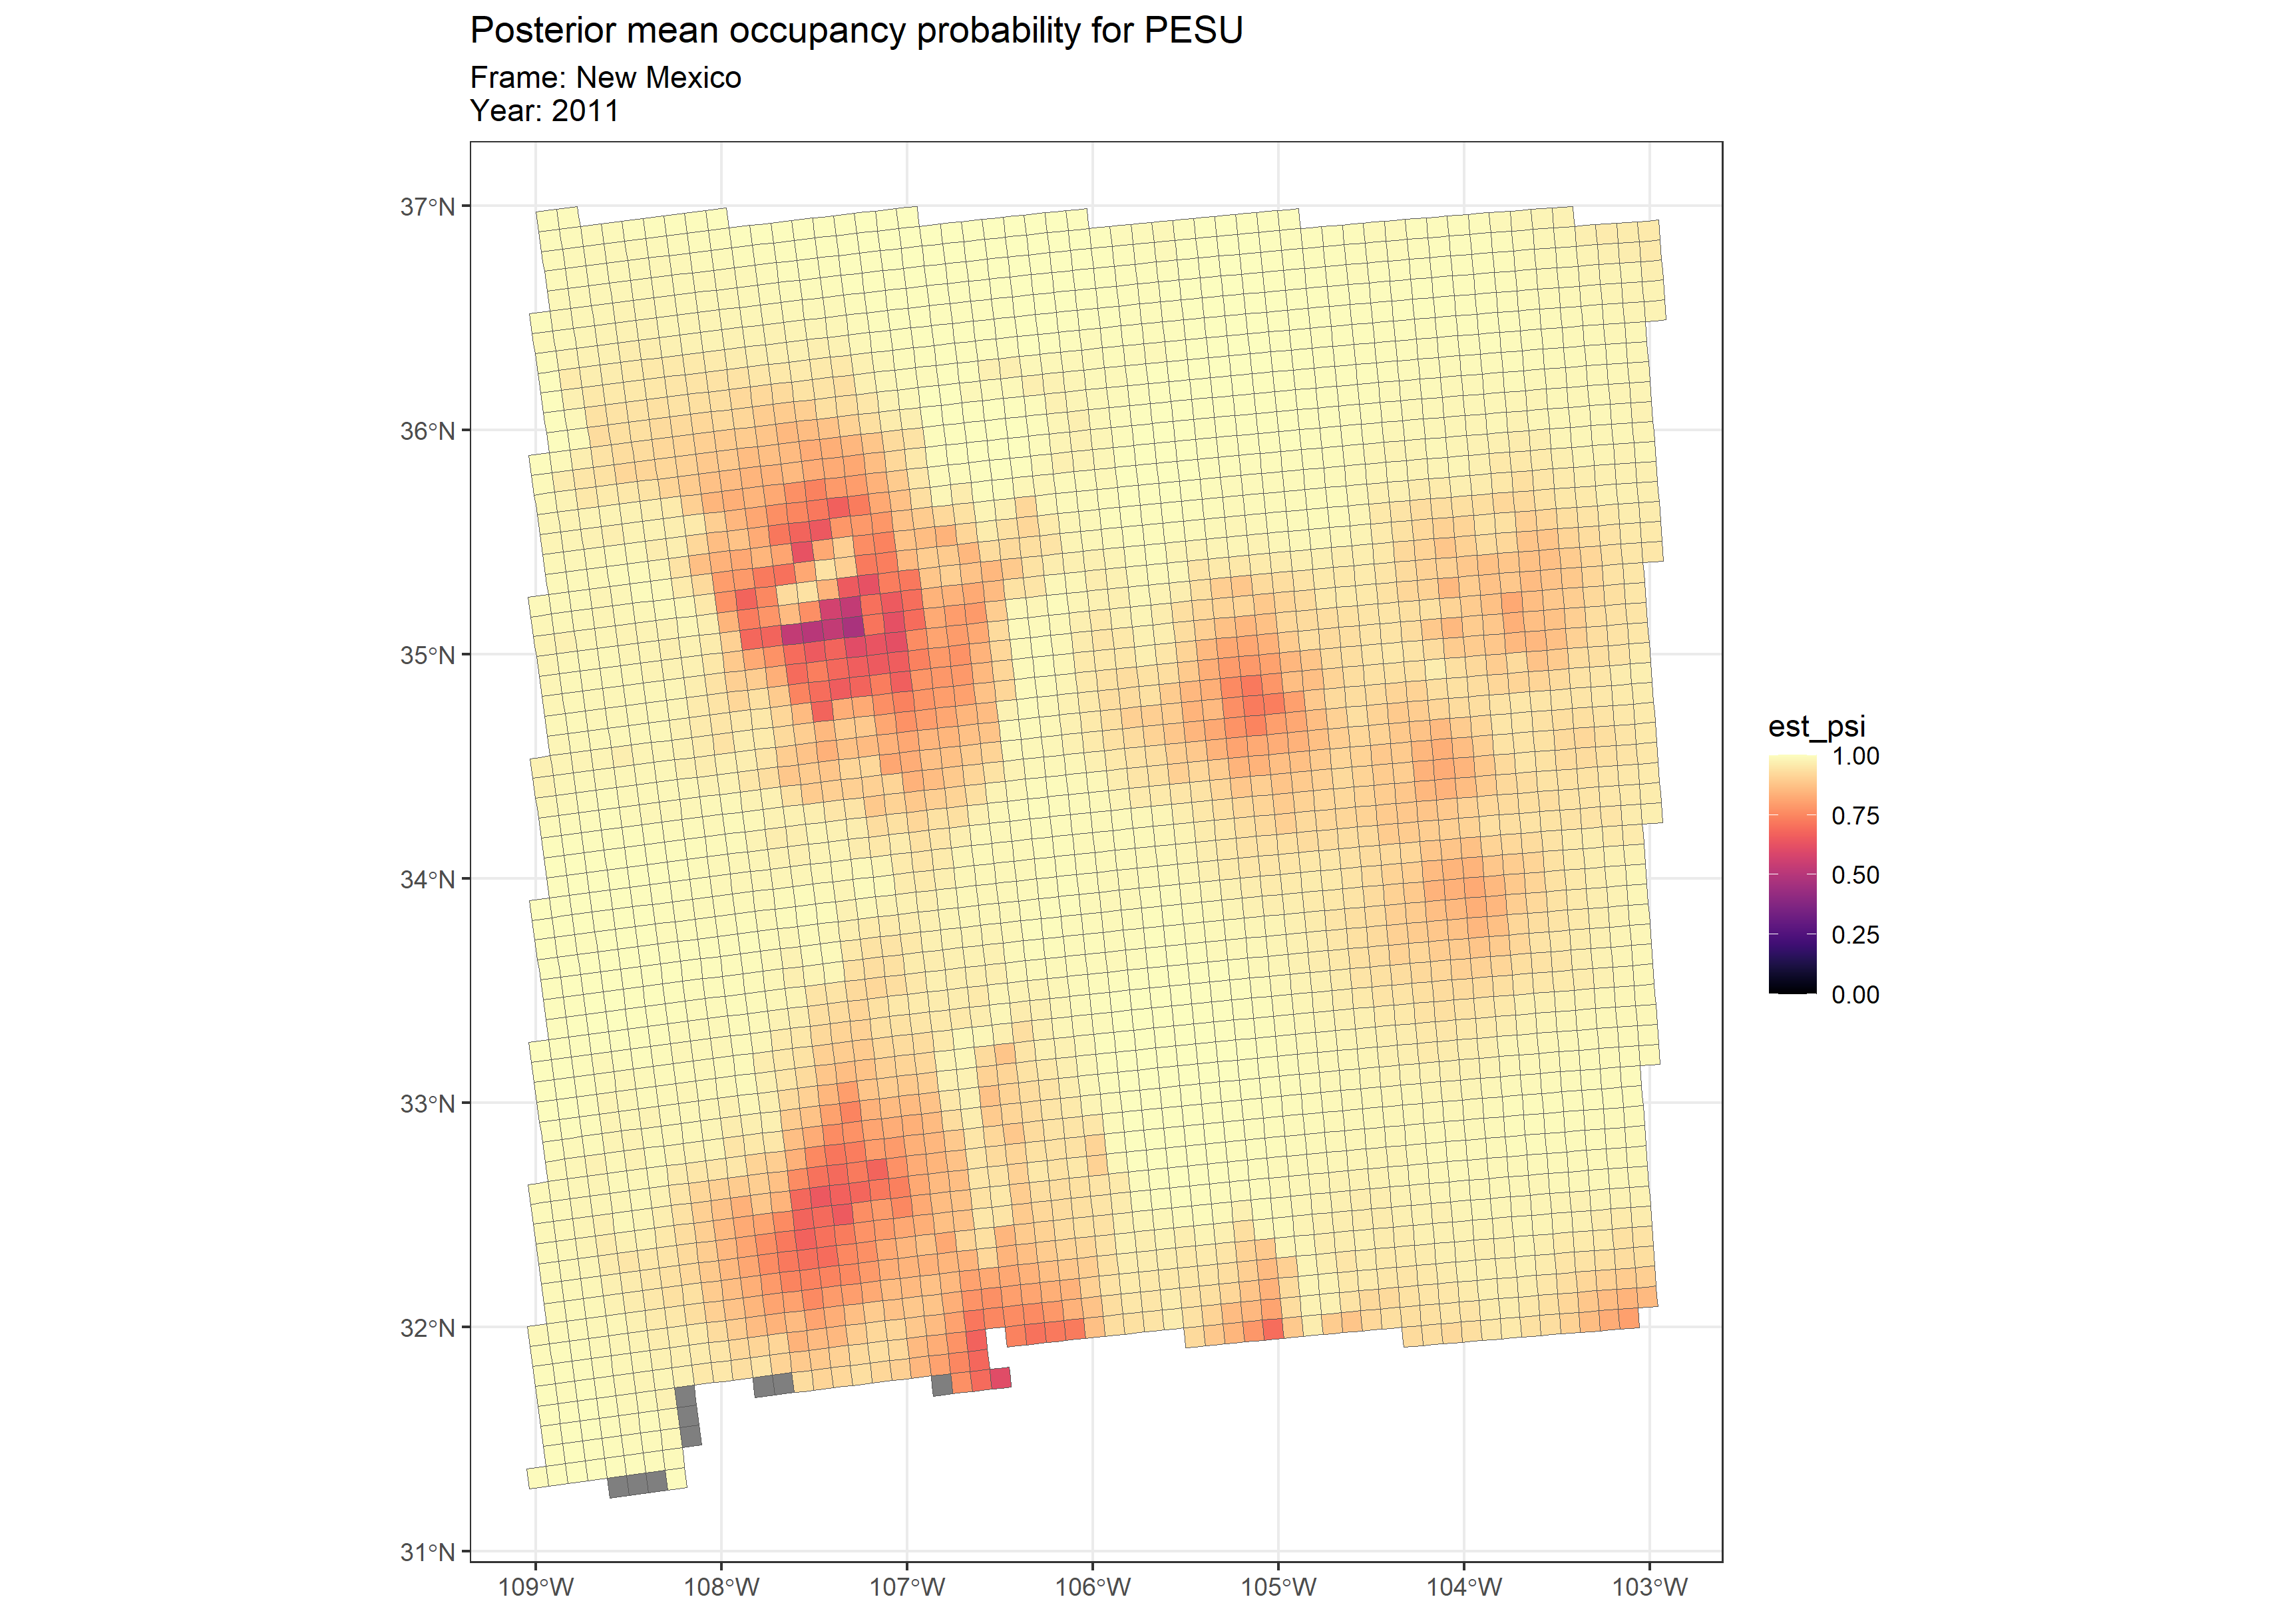 Posterior mean occupancy probability for PESU
Frame: New Mexico
Year: 2011
37°N
36°N
35°N
34°N
33°N
32°N
31°N
109°W
108°W
107°W
106°W
105°W
104°W
103°W
est_psi
1.00
0.75
0.50
0.25
0.00